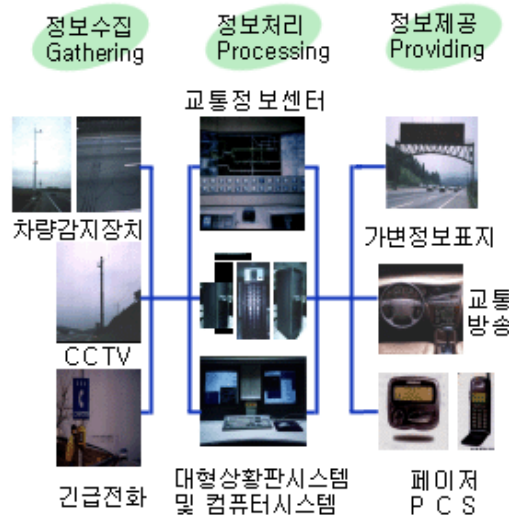 정보수집
Gathering
정보처리
Processing
정보제공
Providing
교통정보센터
차량감지장치
가변정보표지
CCTV
교통
방송
긴급전화
대형상황판시스템
및 컴퓨터시스템
페이저
P C S